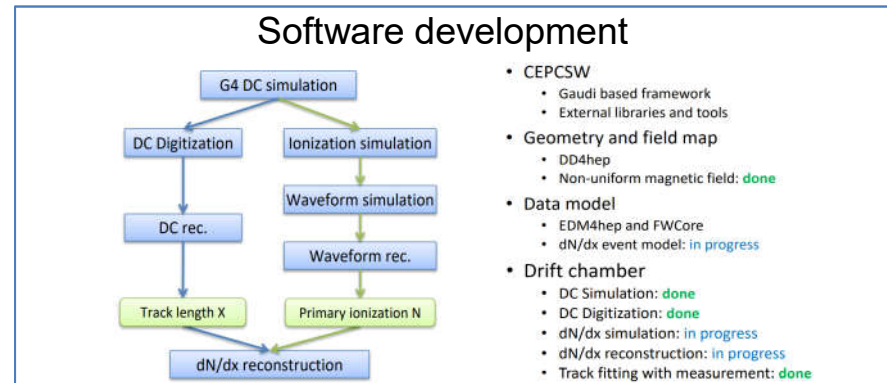 Software development
G4 DC simulation
DC Digitization
Ionization simulation
Waveform simulation
DC rec.
Waveform rec.
Track length X
Primary ionization N
dN/dx reconstruction
• CEPCSW
• Gaudi based framework
• External libraries and tools
• Geometry and field map
• DD4hep
• Non-uniform magnetic field: done
• Data model
• EDM4hep and FWCore
• dN/dx event model: in progress
• Drift chamber
• DC Simulation: done
• DC Digitization: done
• dN/dx simulation: in progress
• dN/dx reconstruction: in progress
• Track fitting with measurement: done